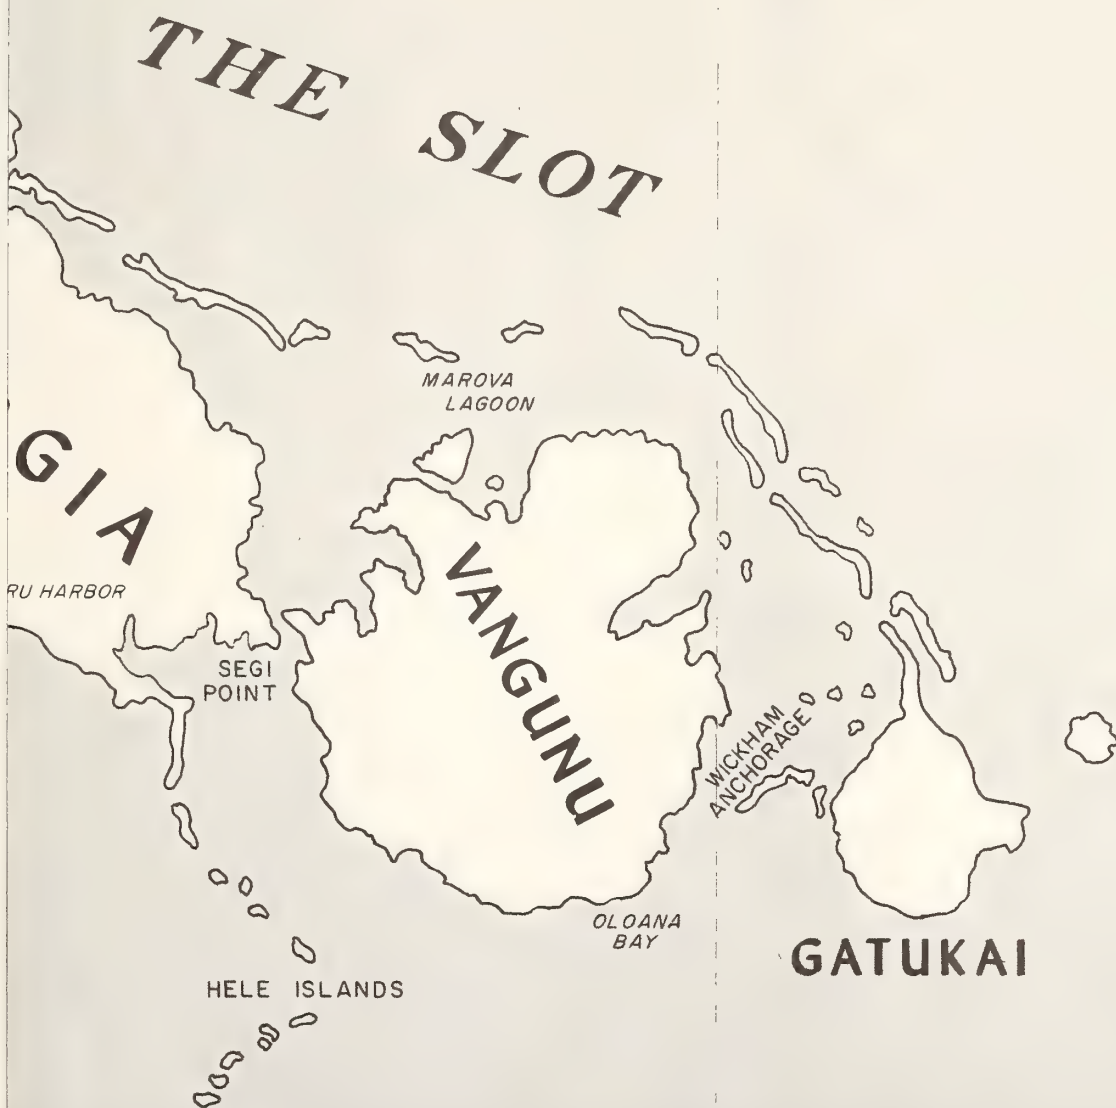 THE SLOT
MAROVA
LAGOON
GIA
VANGUNU
RU HARBOR
SEGI
POINT
WICKHAM
ANCHORAGE
OLOANA
BAY
GATUKAI
HELE ISLANDS